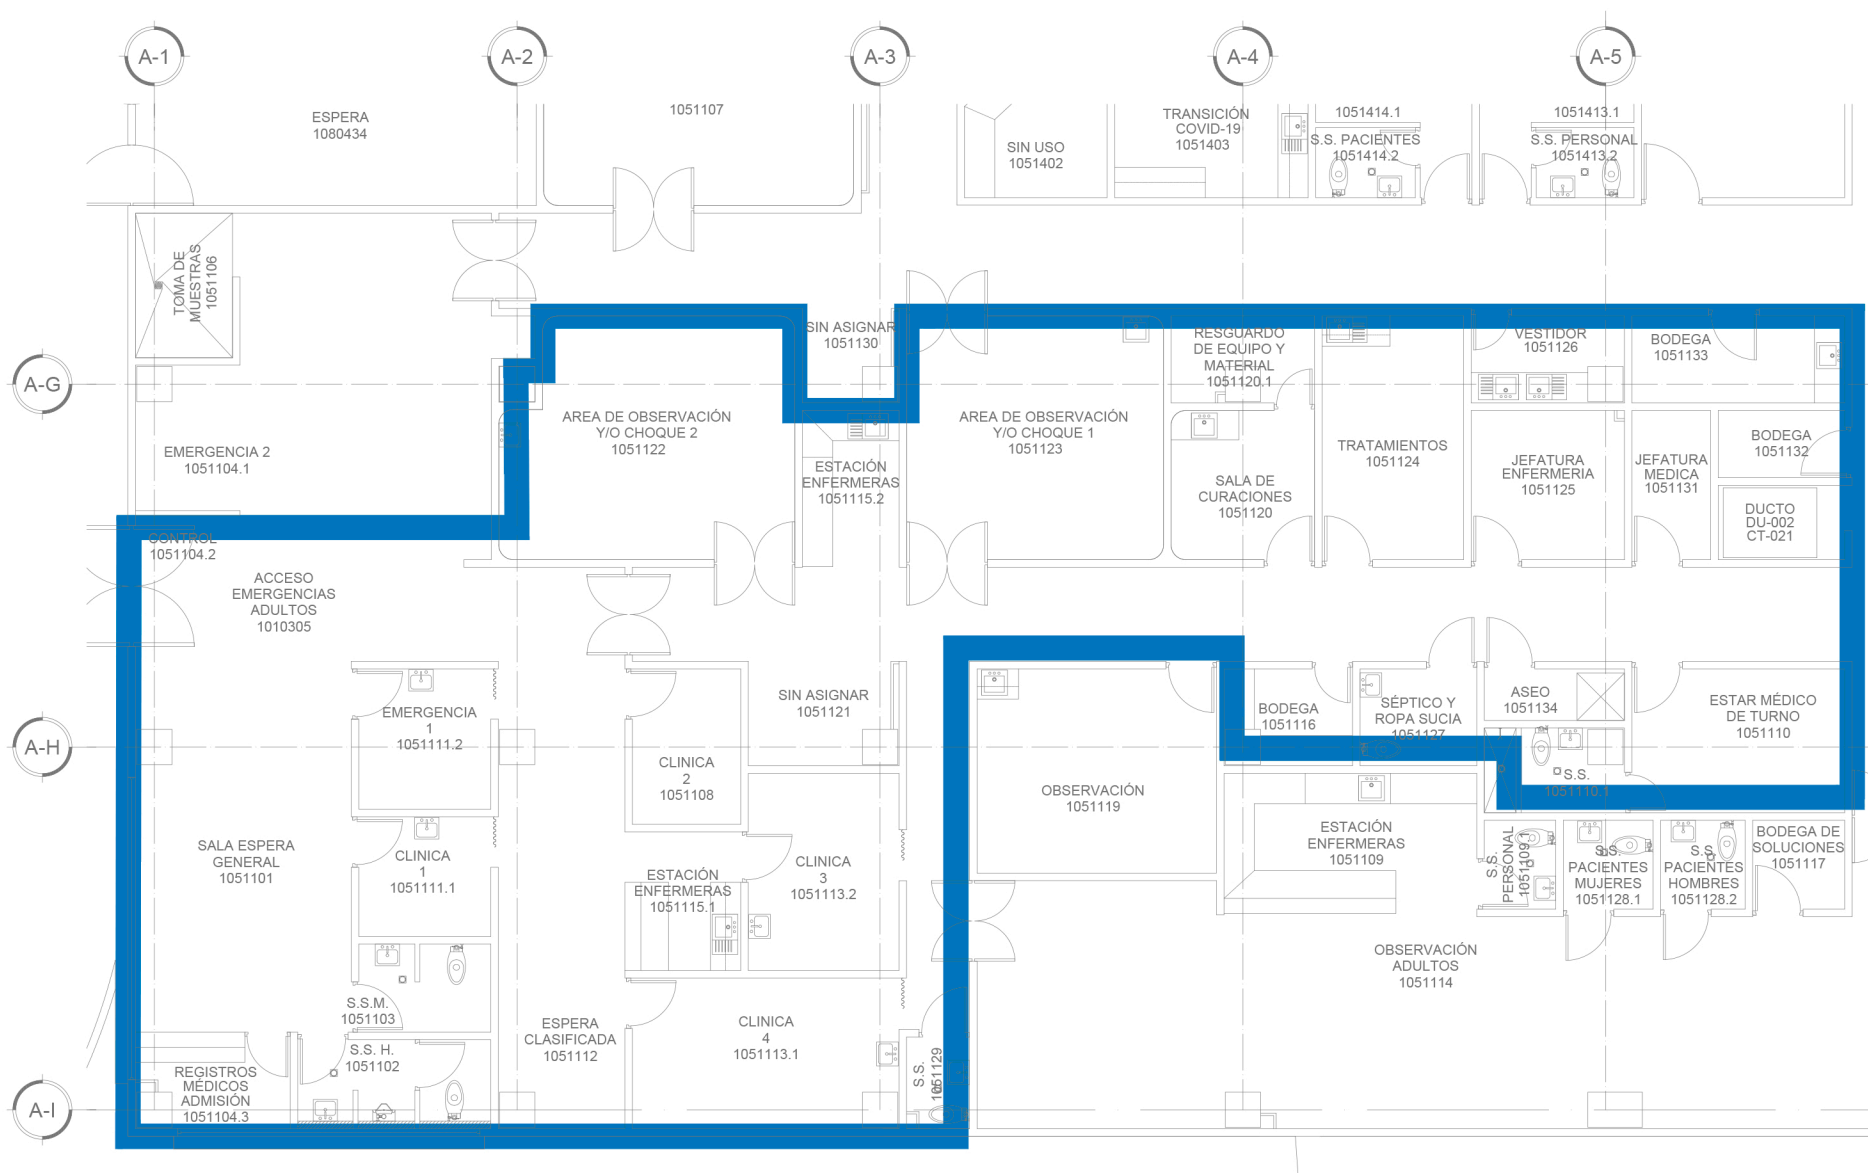 A-1
A-2
A-3
A-4
A-5
ESPERA
1080434
1051107
SIN USO
1051402
TRANSICIÓN
COVID-19
1051403
1051414.1
S.S. PACIENTES
1051414.2
1051413.1
S.S. PERSONAL
1051413.2
TOMA DE
MUESTRAS
1051106
SIN ASIGNAR
1051130
RESGUARDO
DE EQUIPO Y
MATERIAL
1051120.1
VESTIDOR
1051126
BODEGA
1051133
A-G
EMERGENCIA 2
1051104.1
AREA DE OBSERVACIÓN
Y/O CHOQUE 2
1051122
ESTACIÓN
ENFERMERAS
1051115.2
AREA DE OBSERVACIÓN
Y/O CHOQUE 1
1051123
SALA DE
CURACIONES
1051120
TRATAMIENTOS
1051124
JEFATURA
ENFERMERIA
1051125
JEFATURA
MEDICA
1051131
BODEGA
1051132
DUCTO
DU-002
CT-021
CONTROL
1051104.2
ACCESO
EMERGENCIAS
ADULTOS
1010305
EMERGENCIA
1
1051111.2
SIN ASIGNAR
1051121
BODEGA
1051116
SÉPTICO Y
ROPA SUCIA
1051127
ASEO
1051134
ESTAR MÉDICO
DE TURNO
1051110
A-H
CLINICA
2
1051108
OBSERVACIÓN
1051119
S.S.
1051110.1
SALA ESPERA
GENERAL
1051101
CLINICA
1
1051111.1
ESTACIÓN
ENFERMERAS
1051115.1
CLINICA
3
1051113.2
ESTACIÓN
ENFERMERAS
1051109
S.S.
PERSONAL
1051109.1
S.S.
PACIENTES
MUJERES
1051128.1
S.S.
PACIENTES
HOMBRES
1051128.2
BODEGA DE
SOLUCIONES
1051117
OBSERVACIÓN
ADULTOS
1051114
S.S.M.
1051103
S.S. H.
1051102
ESPERA
CLASIFICADA
1051112
CLINICA
4
1051113.1
S.S.
1051129
REGISTROS
MÉDICOS
ADMISIÓN
1051104.3
A-I